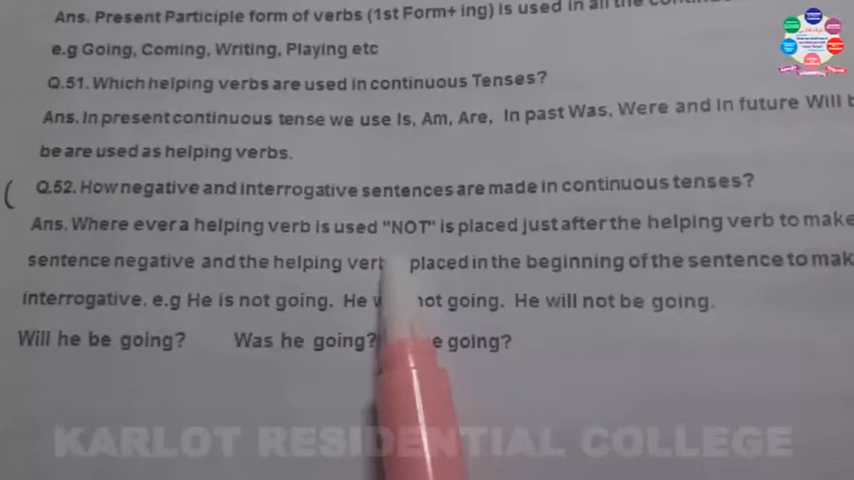 Ans. Present Participle form of verbs (1st Form+ ing) is used in all the
e.g Going, Coming, Writing, Playing etc
Q.51. Which helping verbs are used in continuous Tenses?
Ans. In present continuous tense we use Is, Am, Are, In past Was, Were and in future Will
be are used as helping verbs.
Q.52. How negative and interrogative sentences are made in continuous tenses?
Ans. Where ever a helping verb is used "NOT" is placed just after the helping verb to make
sentence negative and the helping placed in the beginning of the sentence to
interrogative. e.g He is not going. He not going. He will not be going.
Will he be going? Was he going? going?
KARLOT RESIDENTIAL COLLEGE